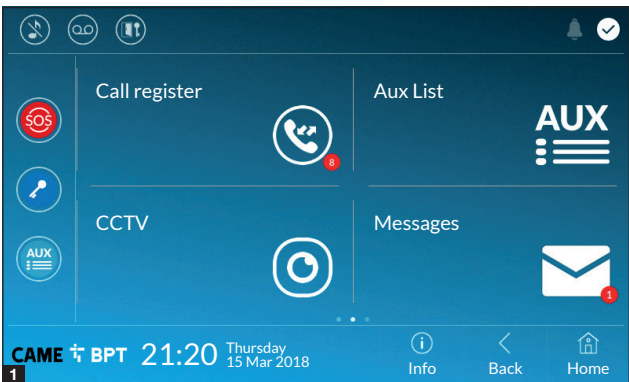 Call register
Aux List
SOS
8
AUX
CCTV
Messages
AUX
1
CAME BPT
21:20
Thursday
15 Mar 2018
Info
Back
Home
1